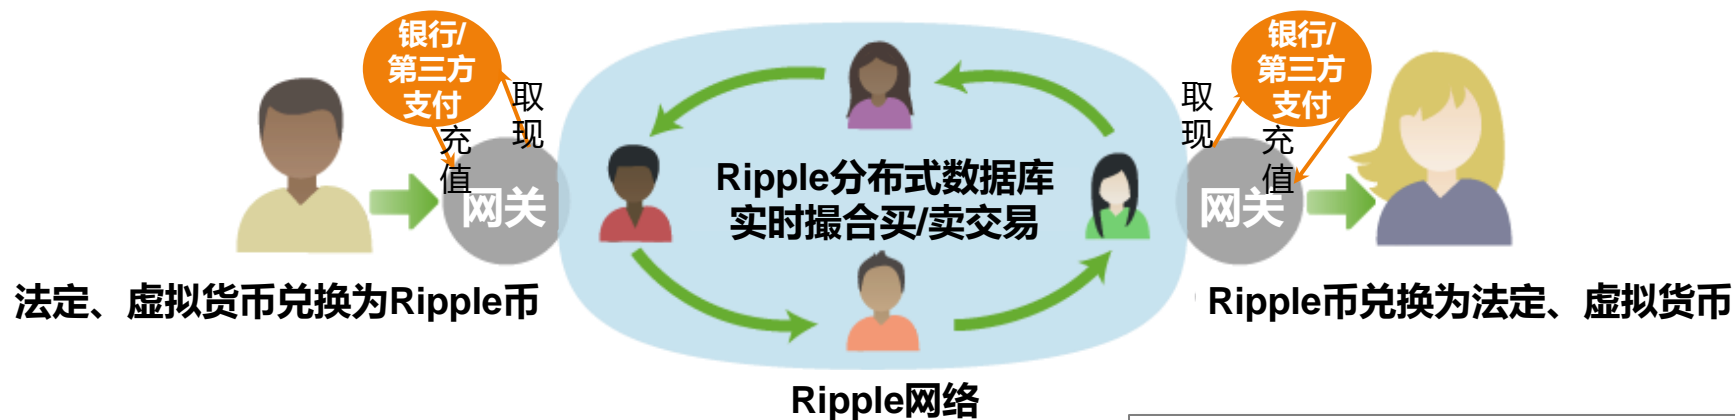 银行/
第三方
支付
取
现
充
值
网关
法定、虚拟货币兑换为Ripple币
Ripple分布式数据库
实时撮合买/卖交易
Ripple网络
银行/
第三方
支付
取
现
充
值
网关
Ripple币兑换为法定、虚拟货币